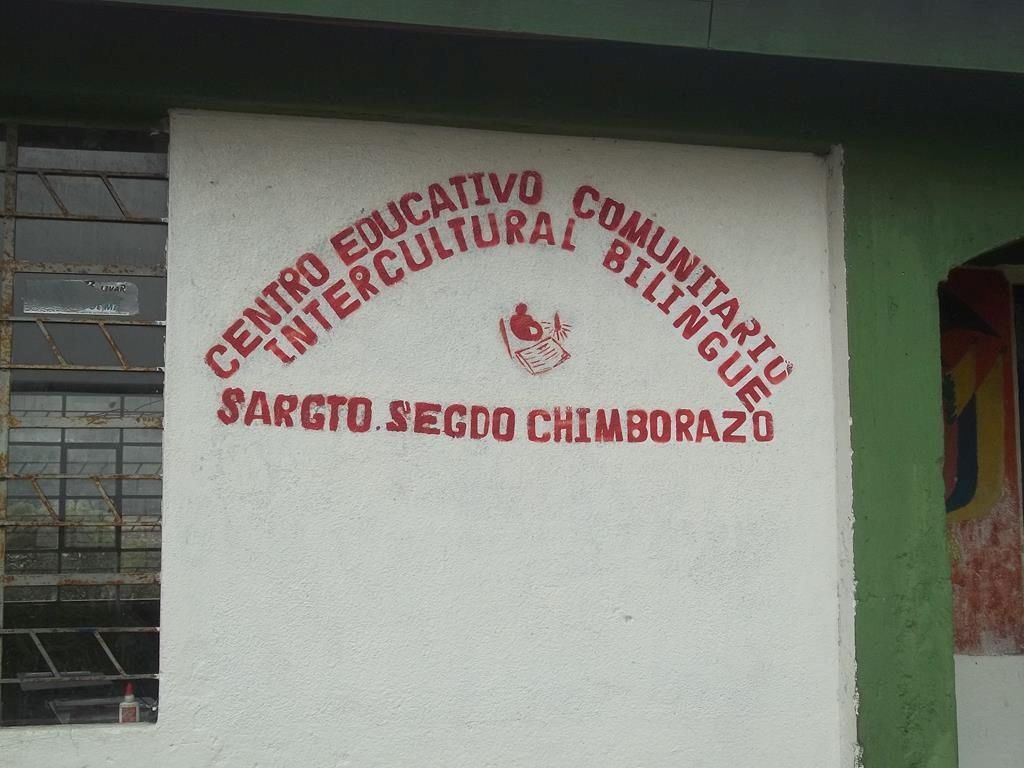 CENTRO EDUCATIVO COMUNITARIO
INTERCULTURAL BILINGUE
SARGTO. SEGDO CHIMBORAZO